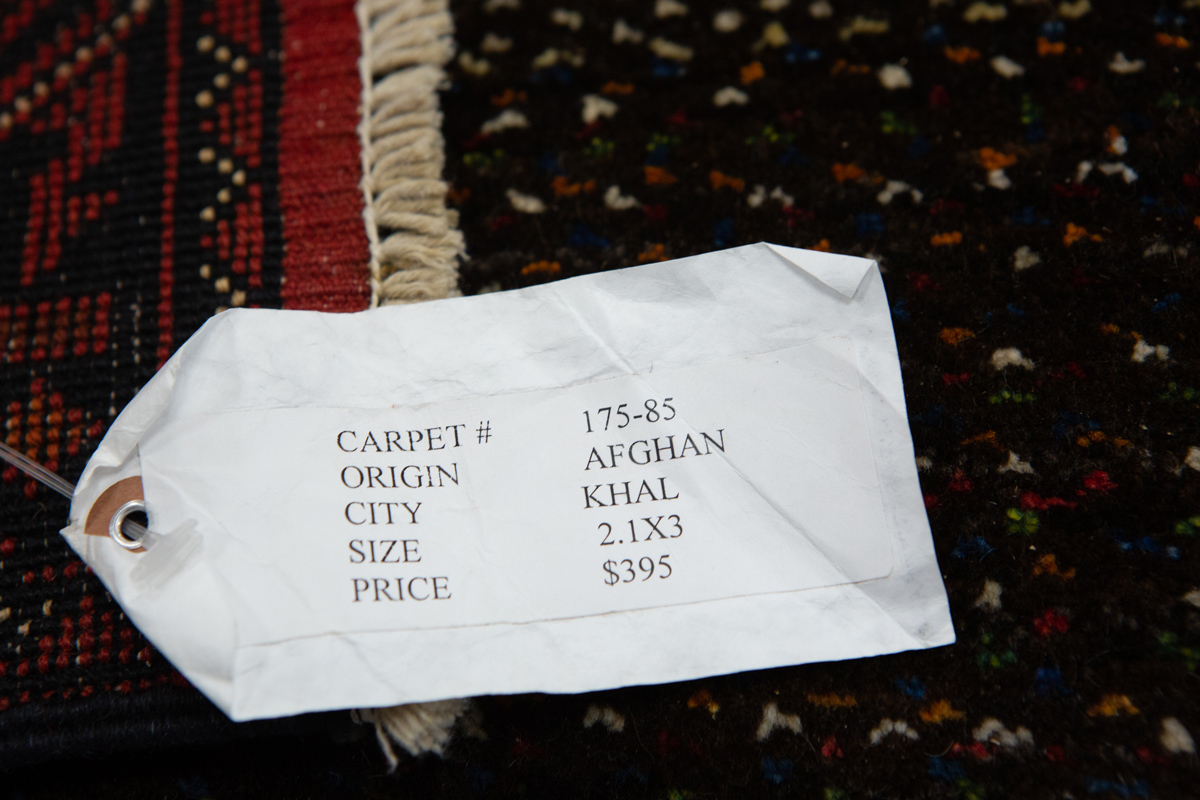 CARPET # 175-85
ORIGIN AFGHAN
CITY KHAL
SIZE 2.1X3
PRICE $395